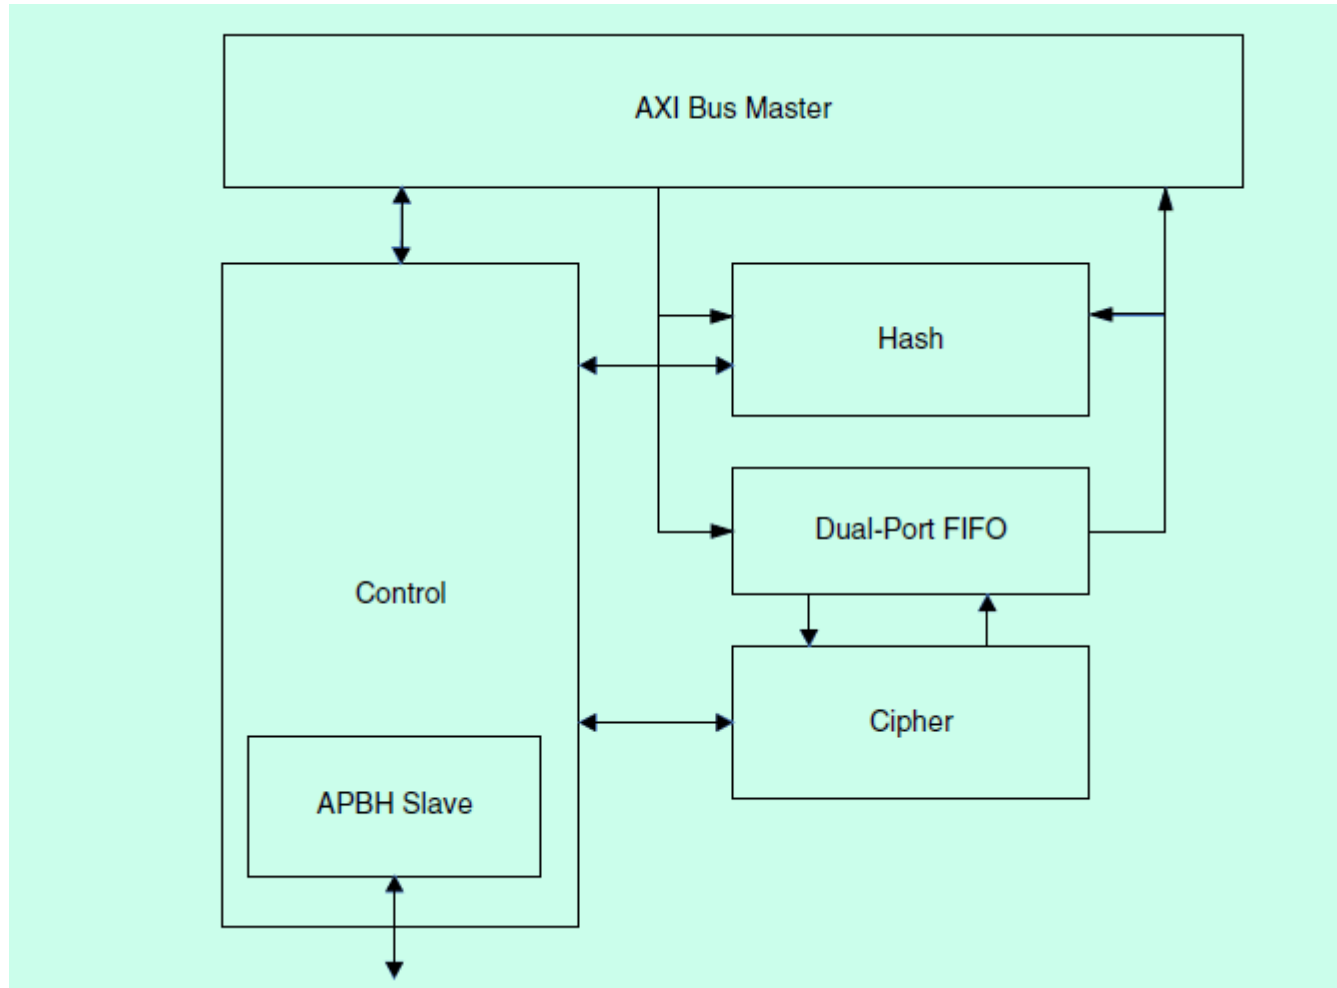 AXI Bus Master
Hash
Dual-Port FIFO
Control
Cipher
APBH Slave